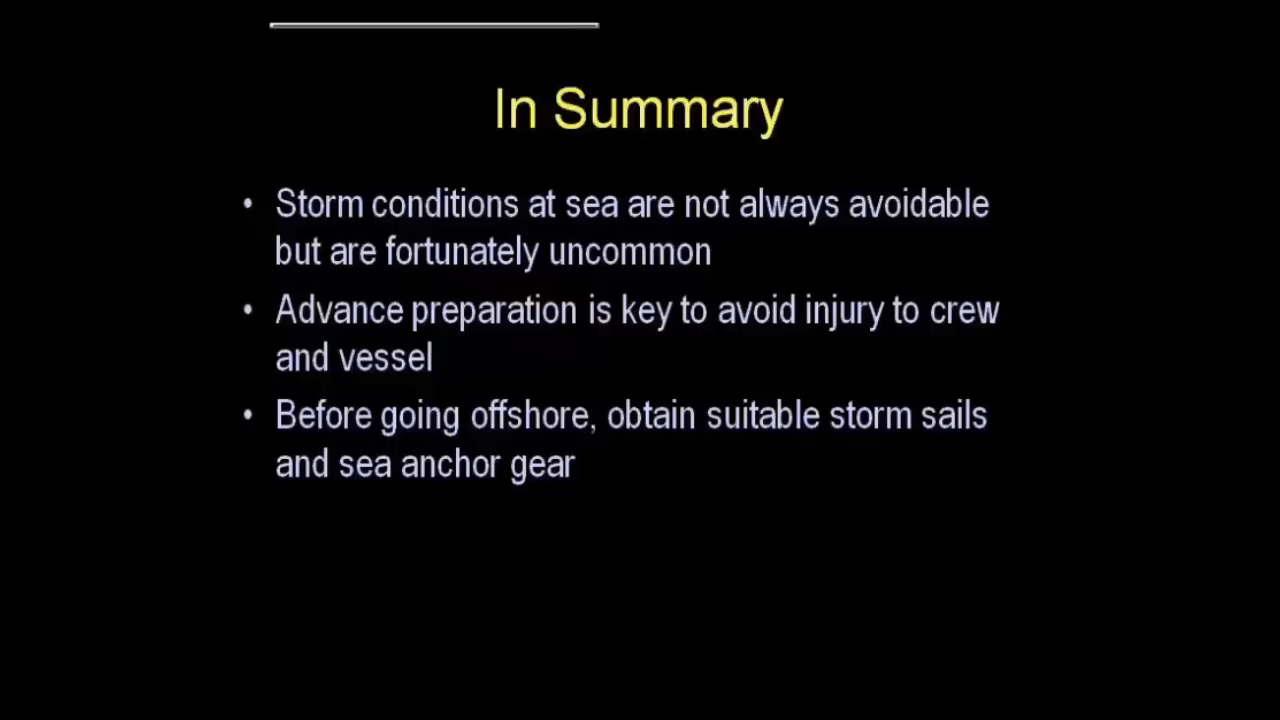 In Summary
• Storm conditions at sea are not always avoidable
but are fortunately uncommon
• Advance preparation is key to avoid injury to crew
and vessel
• Before going offshore, obtain suitable storm sails
and sea anchor gear